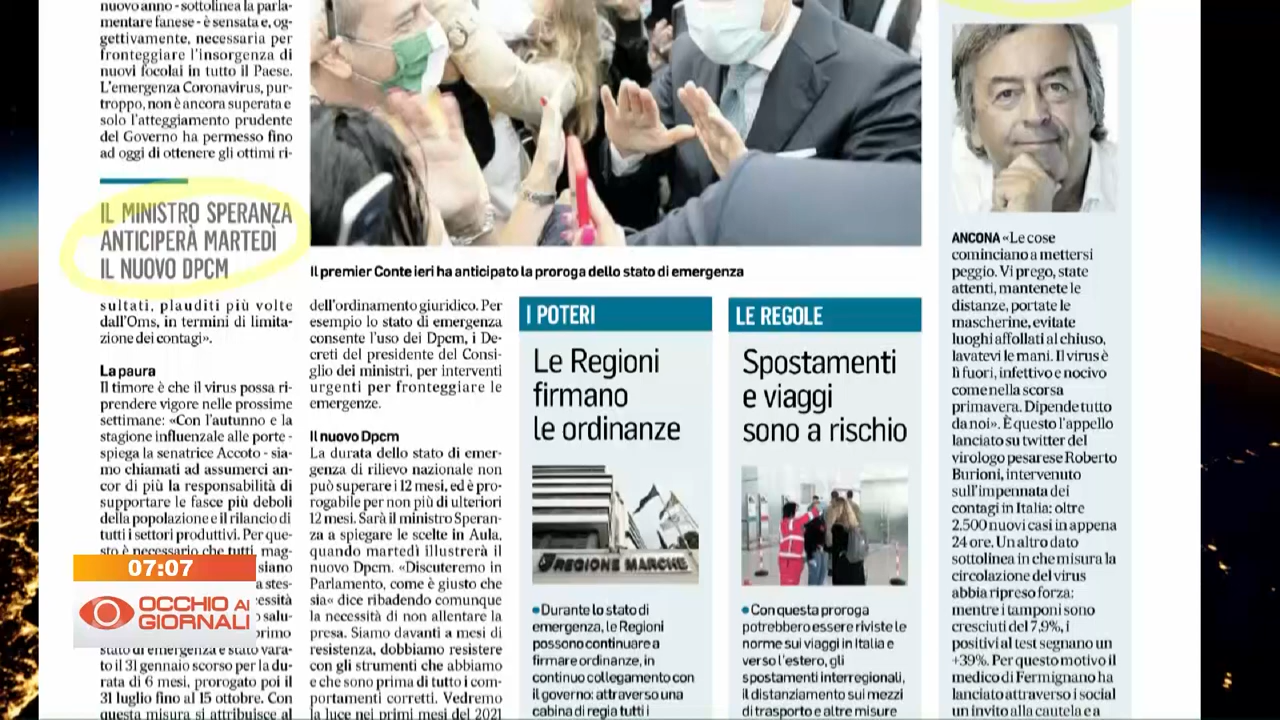 nuovo anno - sottolinea la parla-
mentare fanese - è sensata e, og-
gettivamente, necessaria per
fronteggiare l'insorgenza di
nuovi focolai in tutto il Paese.
L'emergenza Coronavirus, pur-
troppo, non è ancora superata e
solo l'atteggiamento prudente
del Governo ha permesso fino
ad oggi di ottenere gli ottimi ri-
IL MINISTRO SPERANZA
ANTICIPERÀ MARTEDÌ
IL NUOVO DPCM
sultati, plauditi più volte
dall'Oms, in termini di limita-
zione dei contagi».
La paura
Il timore è che il virus possa ri-
prendere vigore nelle prossime
settimane: «Con l'autunno e la
stagione influenzale alle porte -
spiega la senatrice Accoto - sia-
mo chiamati ad assumerci an-
cor di più la responsabilità di
supportare le fasce più deboli
della popolazione e il rilancio di
tutti i settori produttivi. Per que-
sto è necessario che tutti, mag-
siano
a stes-
cessità
o salu-
primo
stato di emergenza è stato vara-
to il 31 gennaio scorso per la du-
rata di 6 mesi, prorogato poi il
31 luglio fino al 15 ottobre. Con
questa misura si attribuisce al
07:07
OCCHIO AI
GIORNALI
Il premier Conte ieri ha anticipato la proroga dello stato di emergenza
dell'ordinamento giuridico. Per
esempio lo stato di emergenza
consente l'uso dei Dpcm, i De-
creti del presidente del Consi-
glio dei ministri, per interventi
urgenti per fronteggiare le
emergenze.
Il nuovo Dpcm
La durata dello stato di emer-
genza di rilievo nazionale non
può superare i 12 mesi, ed è pro-
rogabile per non più di ulteriori
12 mesi. Sarà il ministro Speran-
za a spiegare le scelte in Aula,
quando martedì illustrerà il
nuovo Dpcm. «Discuteremo in
Parlamento, come è giusto che
sia» dice ribadendo comunque
la necessità di non allentare la
presa. Siamo davanti a mesi di
resistenza, dobbiamo resistere
con gli strumenti che abbiamo
e che sono prima di tutto i com-
portamenti corretti. Vedremo
la luce nei primi mesi del 2021
I POTERI
Le Regioni
firmano
le ordinanze
REGIONE MARCHE
•Durante lo stato di
emergenza, le Regioni
possono continuare a
firmare ordinanze, in
continuo collegamento con
il governo: attraverso una
cabina di regia tutti i
LE REGOLE
Spostamenti
e viaggi
sono a rischio
•Con questa proroga
potrebbero essere riviste le
norme sui viaggi in Italia e
verso l'estero, gli
spostamenti interregionali,
il distanziamento sui mezzi
di trasporto e altre misure
ANCONA «Le cose
cominciano a mettersi
peggio. Vi prego, state
attenti, mantenete le
distanze, portate le
mascherine, evitate
luoghi affollati al chiuso,
lavatevi le mani. Il virus è
lì fuori, infettivo e nocivo
come nella scorsa
primavera. Dipende tutto
da noi». È questo l'appello
lanciato su twitter del
virologo pesarese Roberto
Burioni, intervenuto
sull'impennata dei
contagi in Italia: oltre
2.500 nuovi casi in appena
24 ore. Un altro dato
sottolinea in che misura la
circolazione del virus
abbia ripreso forza:
mentre i tamponi sono
cresciuti del 7,9%, i
positivi al test segnano un
+39%. Per questo motivo il
medico di Fermignano ha
lanciato attraverso i social
un invito alla cautela e a